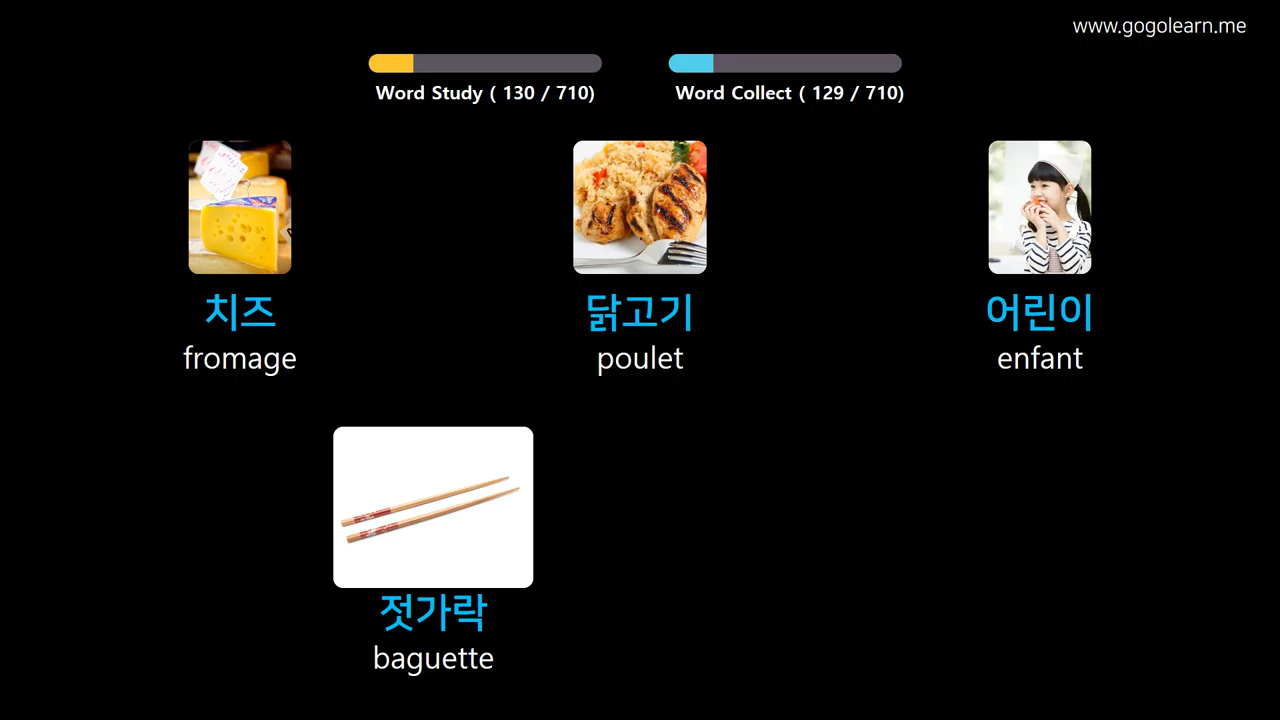 www.gogolearn.me
Word Study ( 130 / 710)
Word Collect ( 129 / 710)
치즈
fromage
닭고기
poulet
어린이
enfant
젓가락
baguette